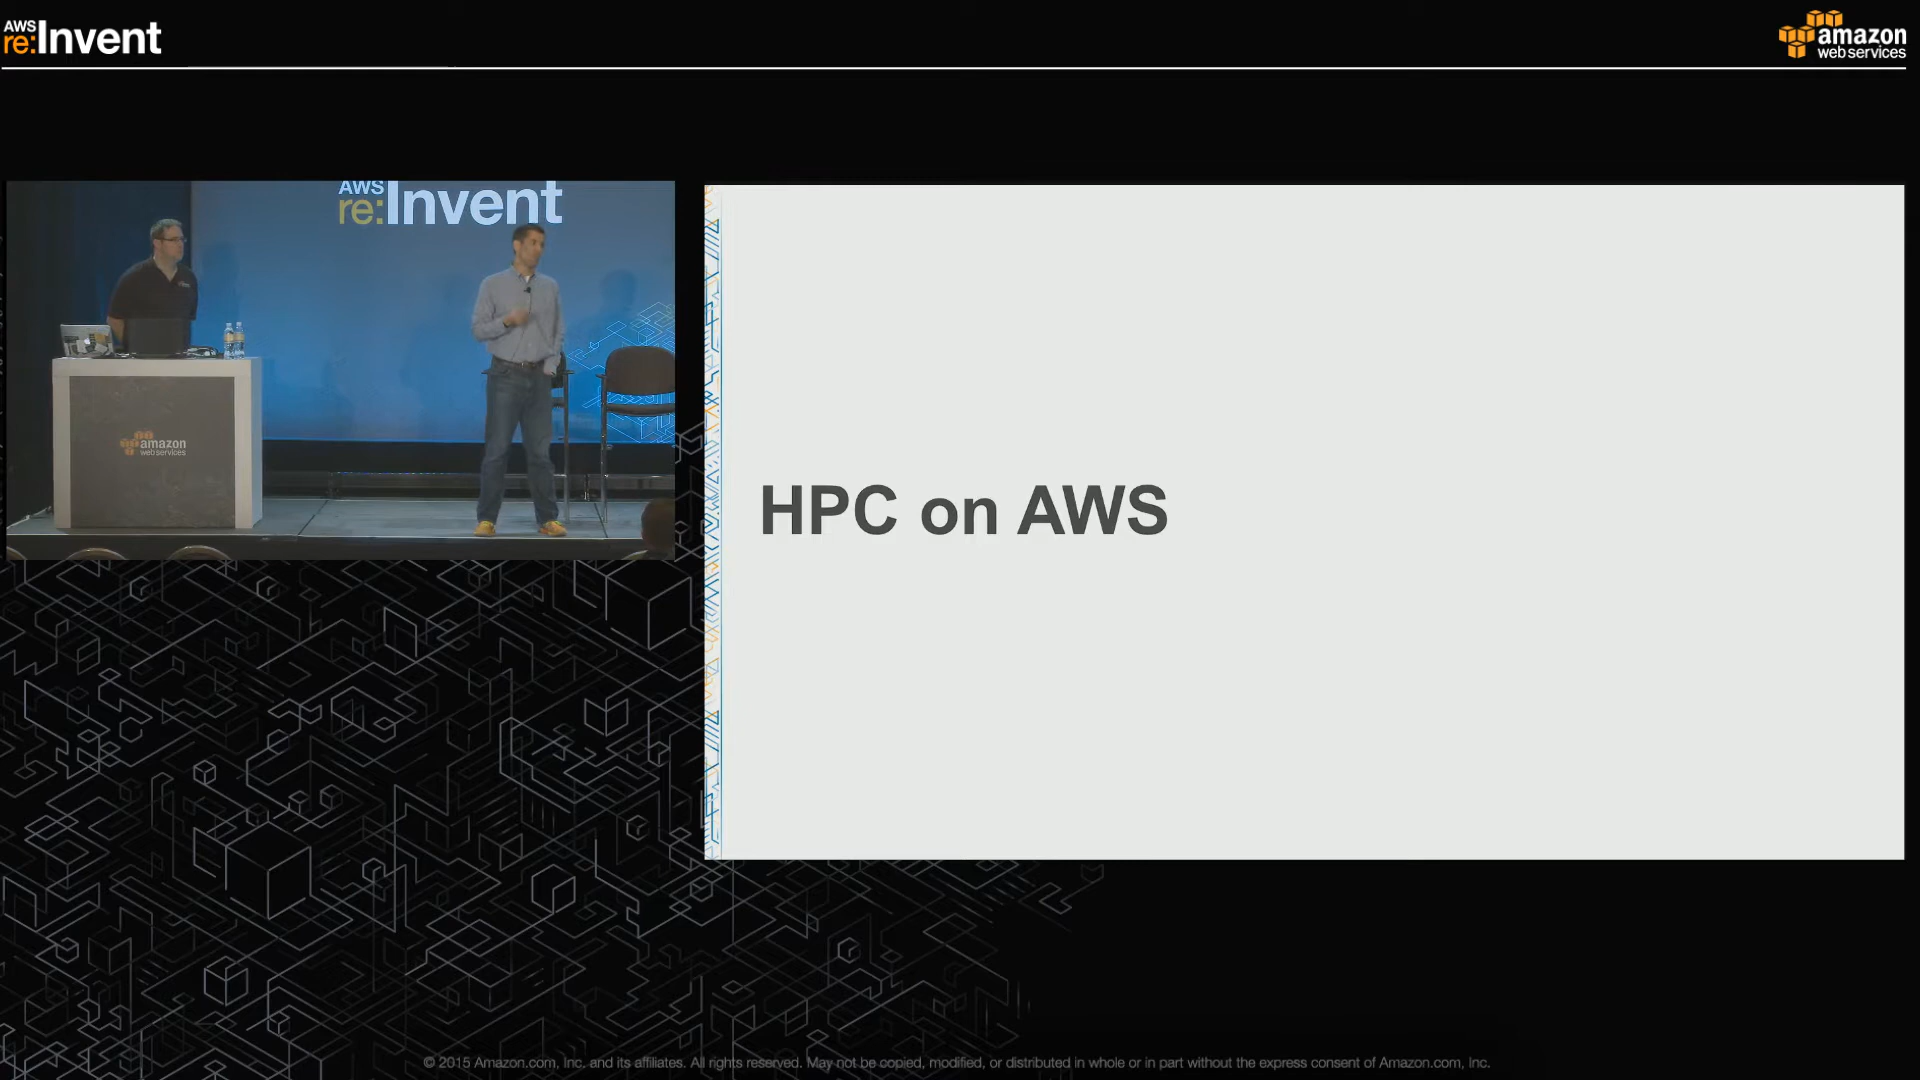 AWS
re:Invent
amazon
web services
AWS
re:Invent
amazon
web services
HPC on AWS
© 2015 Amazon.com, Inc. and its affiliates. All rights reserved. May not be copied, modified, or distributed in whole or in part without the express consent of Amazon.com, Inc.